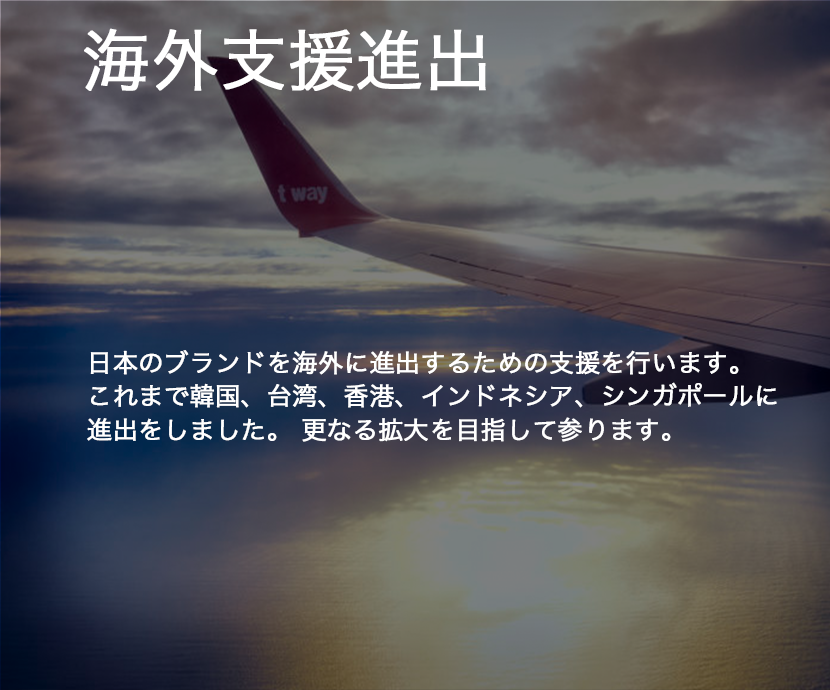 海外支援進出
t'way
日本のブランドを海外に進出するための支援を行います。
これまで韓国、台湾、香港、インドネシア、シンガポールに
進出をしました。 更なる拡大を目指して参ります。